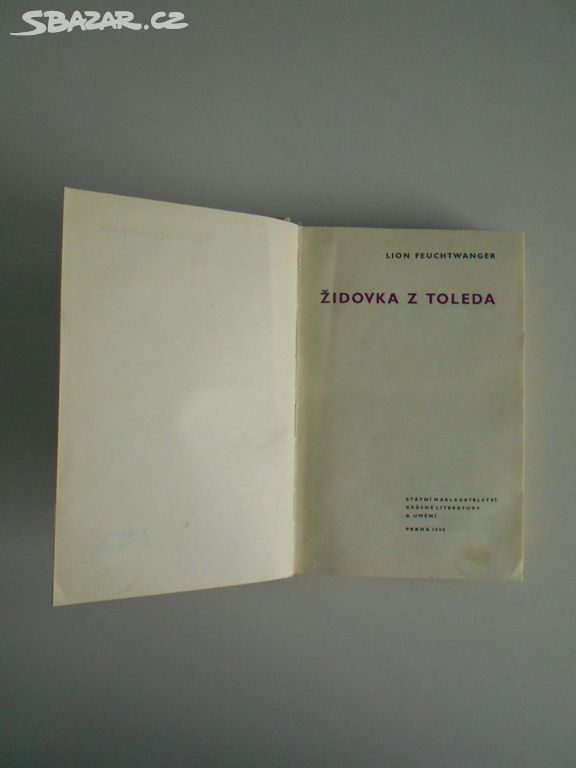 SBAZAR.CZ
LION FEUCHTWANGER
ŽIDOVKA Z TOLEDA
STÁTNÍ NAKLADATELSTVÍ
KRÁSNÉ LITERATURY
A UMĚNÍ
PRAHA